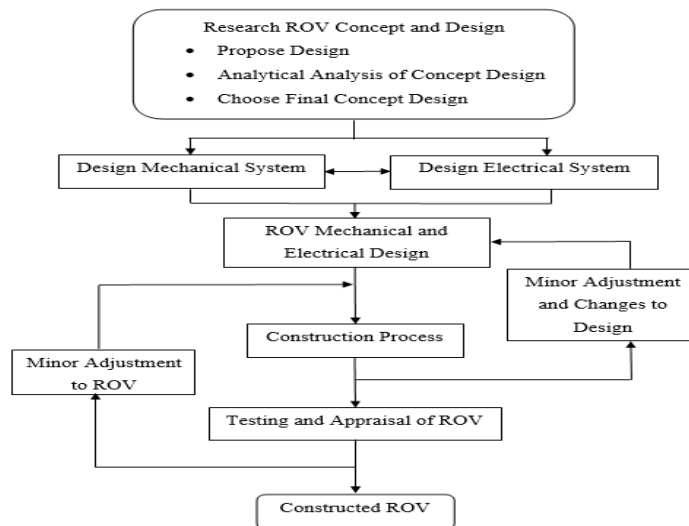 Research ROV Concept and Design
• Propose Design
• Analytical Analysis of Concept Design
• Choose Final Concept Design
Design Mechanical System
Design Electrical System
ROV Mechanical and
Electrical Design
Minor Adjustment
and Changes to
Design
Construction Process
Minor Adjustment
to ROV
Testing and Appraisal of ROV
Constructed ROV